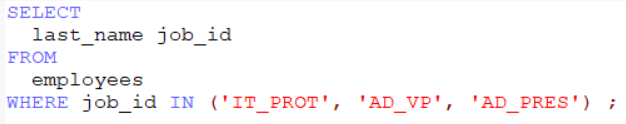 SELECT
last_name job_id
FROM
employees
WHERE job_id IN ('IT_PROT', 'AD_VP', 'AD_PRES') ;